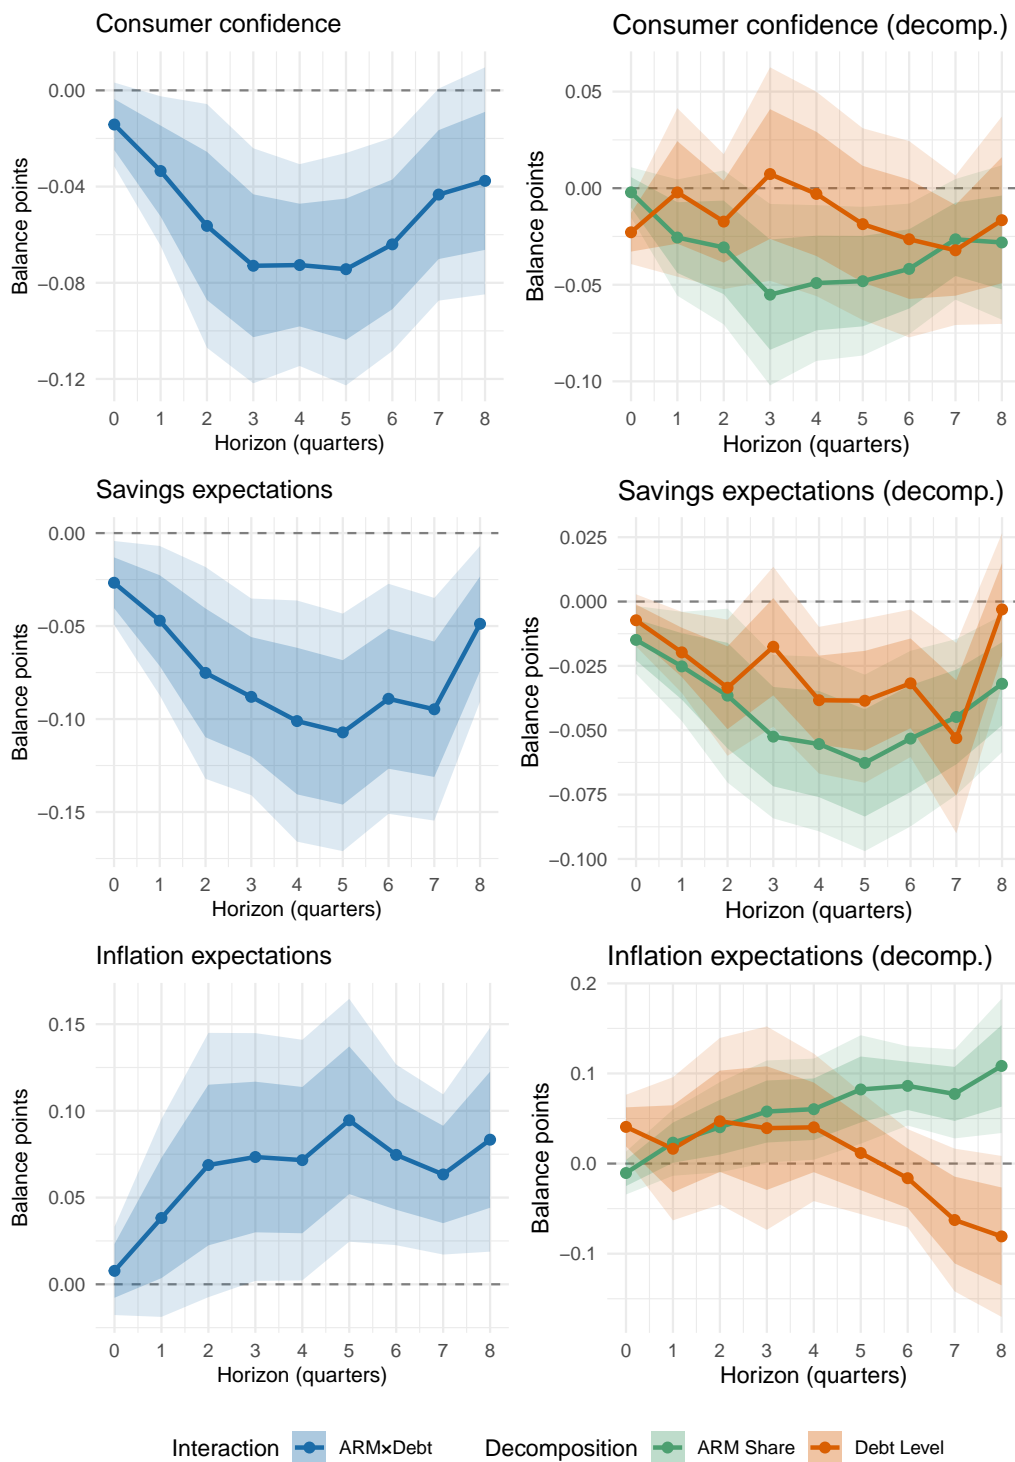 Consumer confidence
Consumer confidence (decomp.)
Balance points
0.00
−0.04
−0.08
−0.12
0 1 2 3 4 5 6 7 8
Horizon (quarters)
Balance points
0.05
0.00
−0.05
−0.10
0 1 2 3 4 5 6 7 8
Horizon (quarters)
Savings expectations
Savings expectations (decomp.)
Balance points
0.00
−0.05
−0.10
−0.15
0 1 2 3 4 5 6 7 8
Horizon (quarters)
Balance points
0.025
0.000
−0.025
−0.050
−0.075
−0.100
0 1 2 3 4 5 6 7 8
Horizon (quarters)
Inflation expectations
Inflation expectations (decomp.)
Balance points
0.15
0.10
0.05
0.00
0 1 2 3 4 5 6 7 8
Horizon (quarters)
Balance points
0.2
0.1
0.0
−0.1
0 1 2 3 4 5 6 7 8
Horizon (quarters)
Interaction ARM×Debt Decomposition ARM Share Debt Level